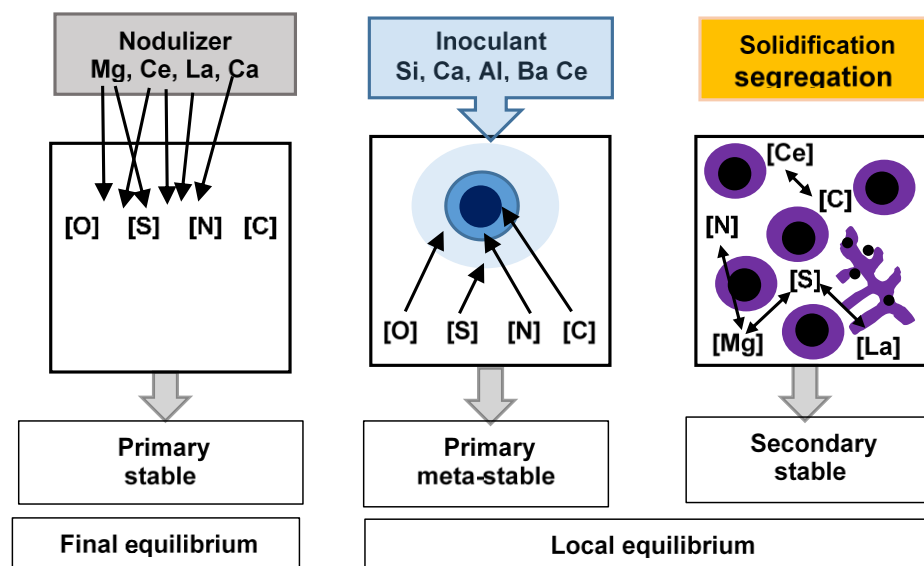 Nodulizer
Mg, Ce, La, Ca
Inoculant
Si, Ca, Al, Ba Ce
Solidification
segregation
[O] [S] [N] [C]
[O] [S] [N] [C]
[Ce]
[C]
[N]
[S]
[Mg] [La]
Primary
stable
Primary
meta-stable
Secondary
stable
Final equilibrium
Local equilibrium